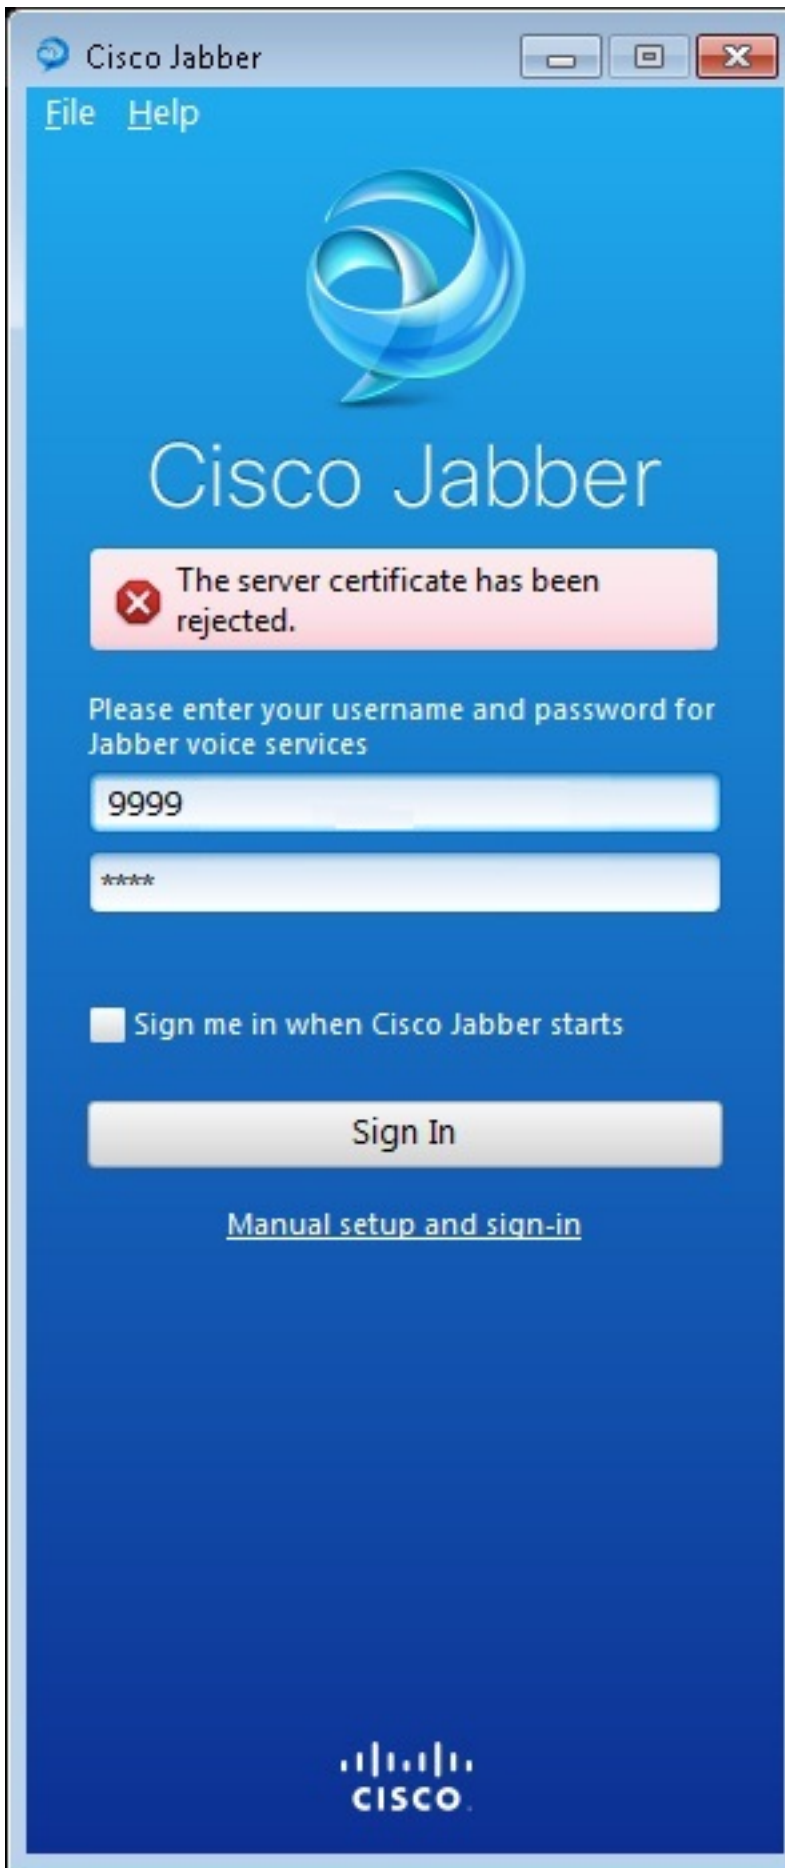 Cisco Jabber
File Help
Cisco Jabber
The server certificate has been
rejected.
Please enter your username and password for
Jabber voice services
9999
****
Sign me in when Cisco Jabber starts
Sign In
Manual setup and sign-in
CISCO